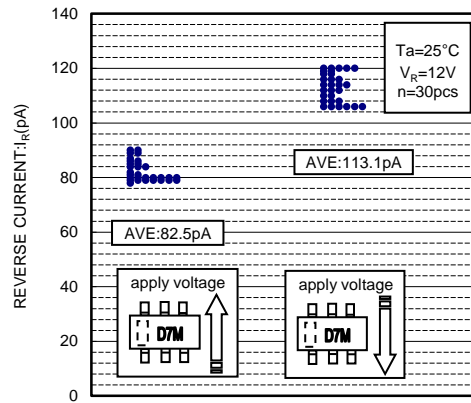 140
120
100
80
60
40
20
0
REVERSE CURRENT:IR(pA)
Ta=25°C
VR=12V
n=30pcs
AVE:113.1pA
AVE:82.5pA
apply voltage
D7M
apply voltage
D7M